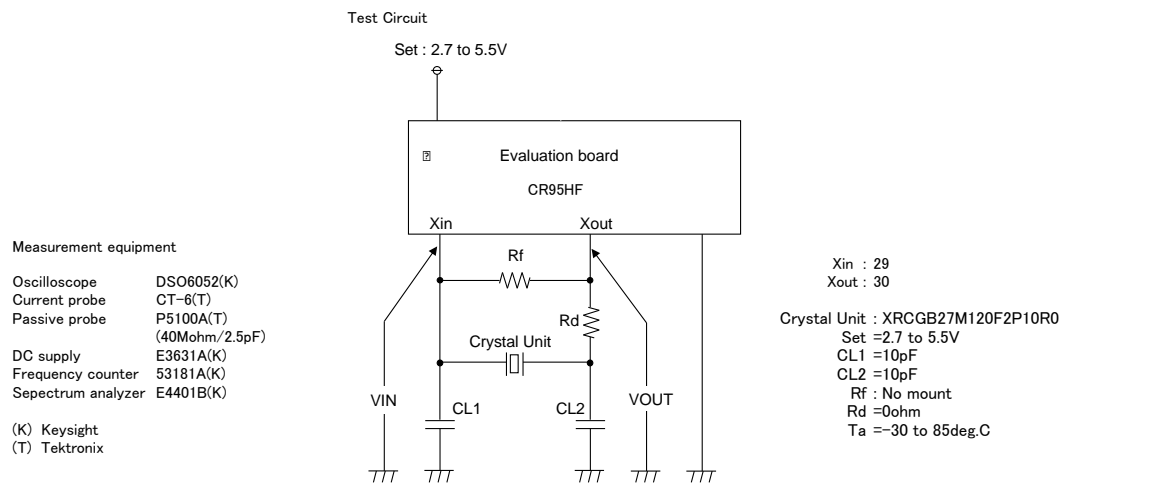 Test Circuit
Set : 2.7 to 5.5V
Evaluation board
CR95HF
Xin
Xout
Rf
Rd
Crystal Unit
VIN
CL1
CL2
VOUT
Measurement equipment
Oscilloscope DSO6052(K)
Current probe CT-6(T)
Passive probe P5100A(T)
(40Mohm/2.5pF)
DC supply E3631A(K)
Frequency counter 53181A(K)
Sepectrum analyzer E4401B(K)
(K) Keysight
(T) Tektronix
Xin : 29
Xout : 30
Crystal Unit : XRCGB27M120F2P10R0
Set =2.7 to 5.5V
CL1 =10pF
CL2 =10pF
Rf : No mount
Rd =0ohm
Ta =-30 to 85deg.C